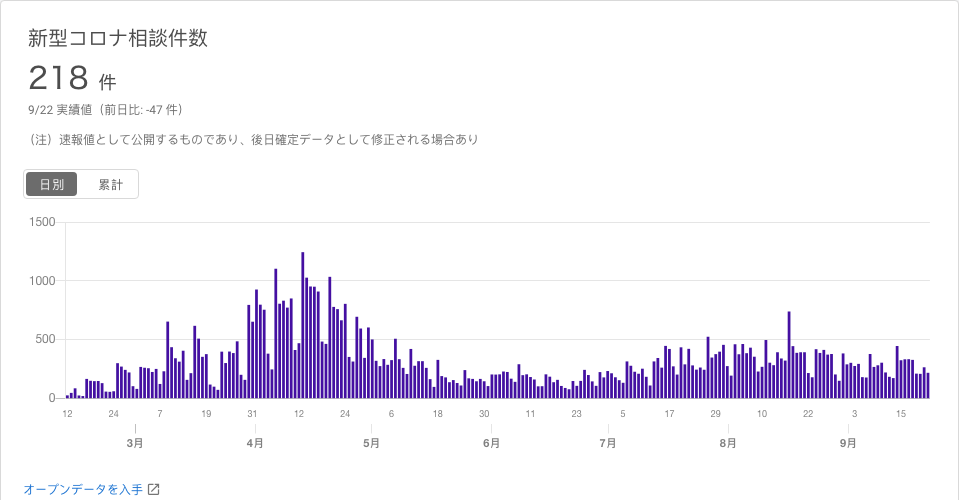 新型コロナ相談件数
218 件
9/22 実績値（前日比: -47 件）
（注）速報値として公開するものであり、後日確定データとして修正される場合あり
日別 累計
1500
1000
500
0
12 24 7 19 31 12 24 6 18 30 11 23 5 17 29 10 22 3 15
3月 4月 5月 6月 7月 8月 9月
オープンデータを入手